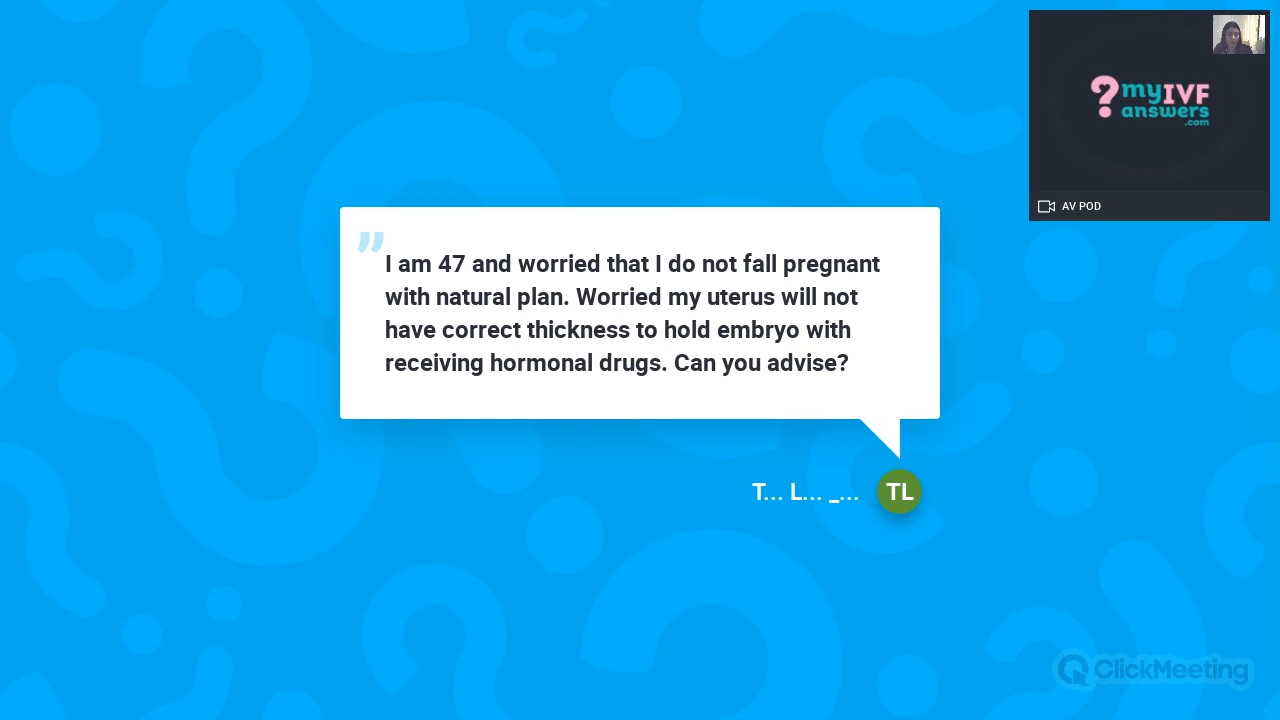 ?myIVF
answers
.com
AV POD
”
I am 47 and worried that I do not fall pregnant
with natural plan. Worried my uterus will not
have correct thickness to hold embryo with
receiving hormonal drugs. Can you advise?
T... L... _... TL
ClickMeeting